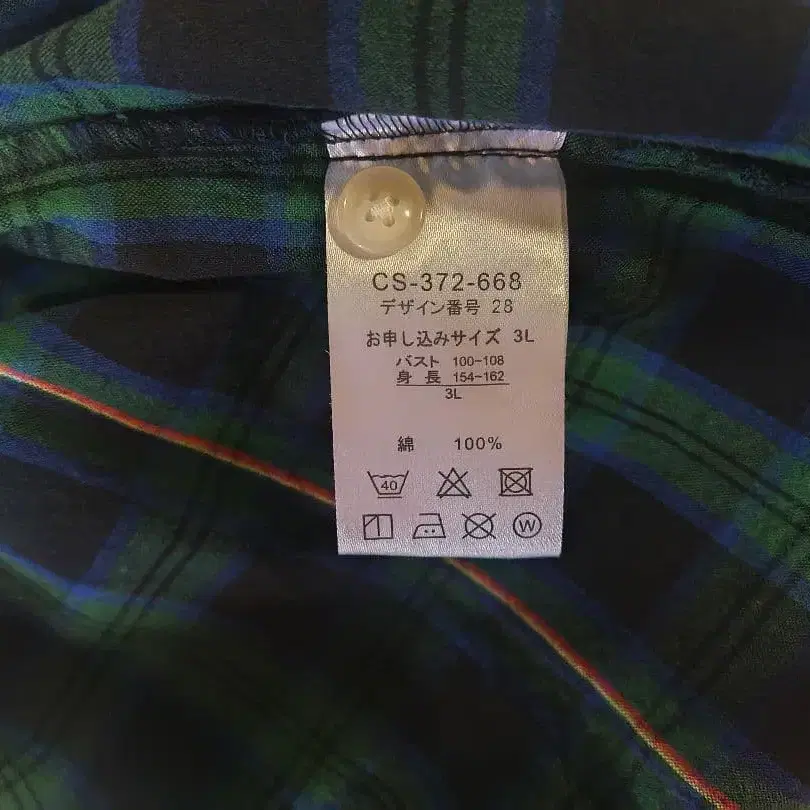 CS-372-668
デザイン番号 28
お申し込みサイズ 3L
バスト 100-108
身長 154-162
3L
綿 100%
40
W